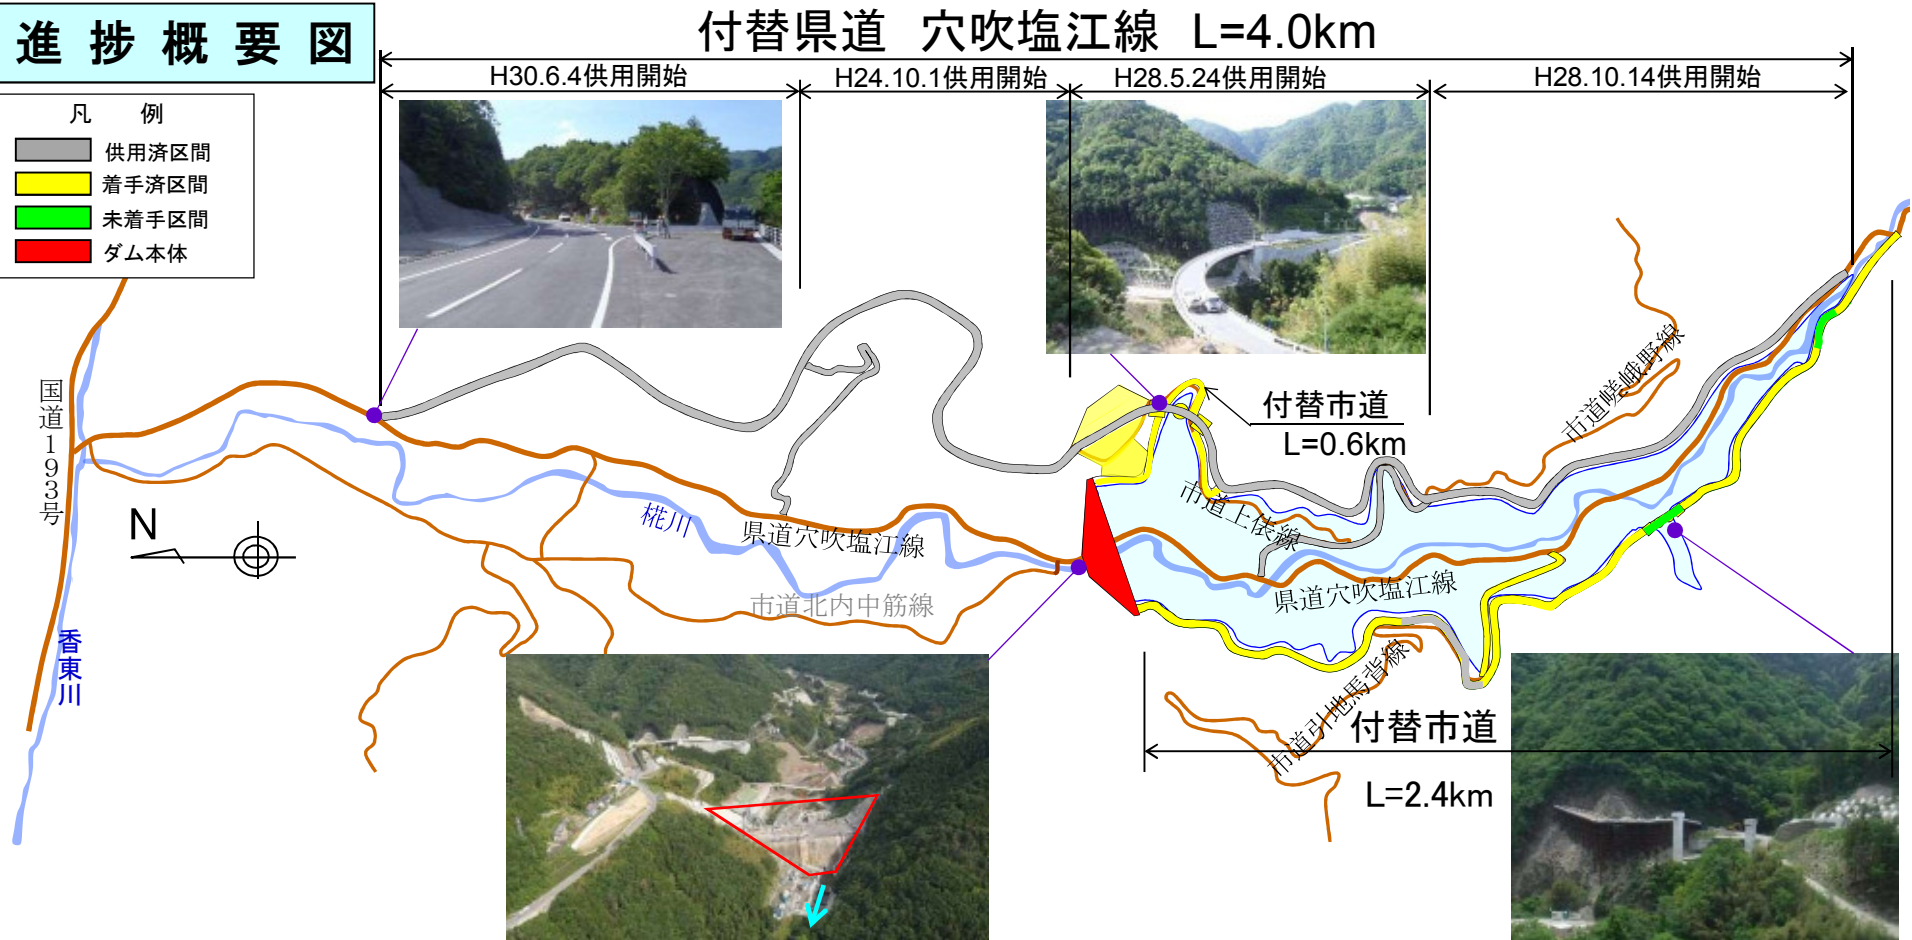 進捗概要図
付替県道 穴吹塩江線 L=4.0km
H30.6.4供用開始
H24.10.1供用開始
H28.5.24供用開始
H28.10.14供用開始
凡 例
供用済区間
着手済区間
未着手区間
ダム本体
国道193号
香東川
N
椛川
県道穴吹塩江線
市道北内中筋線
付替市道
L=0.6km
市道上依線
市道嵯峨野線
県道穴吹塩江線
市道引地馬背線
付替市道
L=2.4km